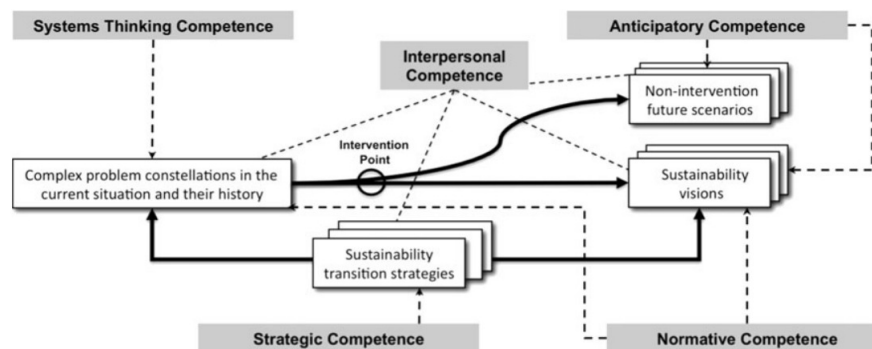 Systems Thinking Competence
Anticipatory Competence
Interpersonal
Competence
Non-intervention
future scenarios
Intervention
Point
Complex problem constellations in the
current situation and their history
Sustainability
visions
Sustainability
transition strategies
Strategic Competence
Normative Competence